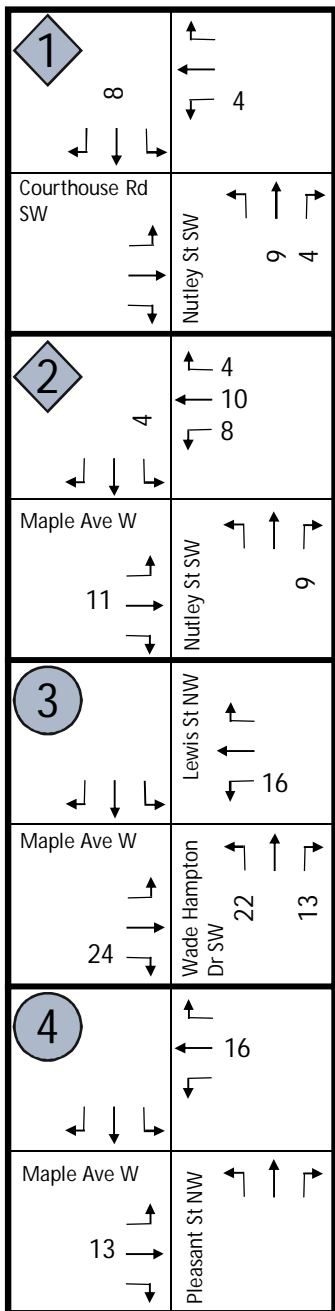 1
8
4
Courthouse Rd
SW
Nutley St SW
9
4
2
4
4
10
8
Maple Ave W
11
Nutley St SW
9
3
Lewis St NW
16
Maple Ave W
24
Wade Hampton
Dr SW
22
13
4
16
Maple Ave W
13
Pleasant St NW